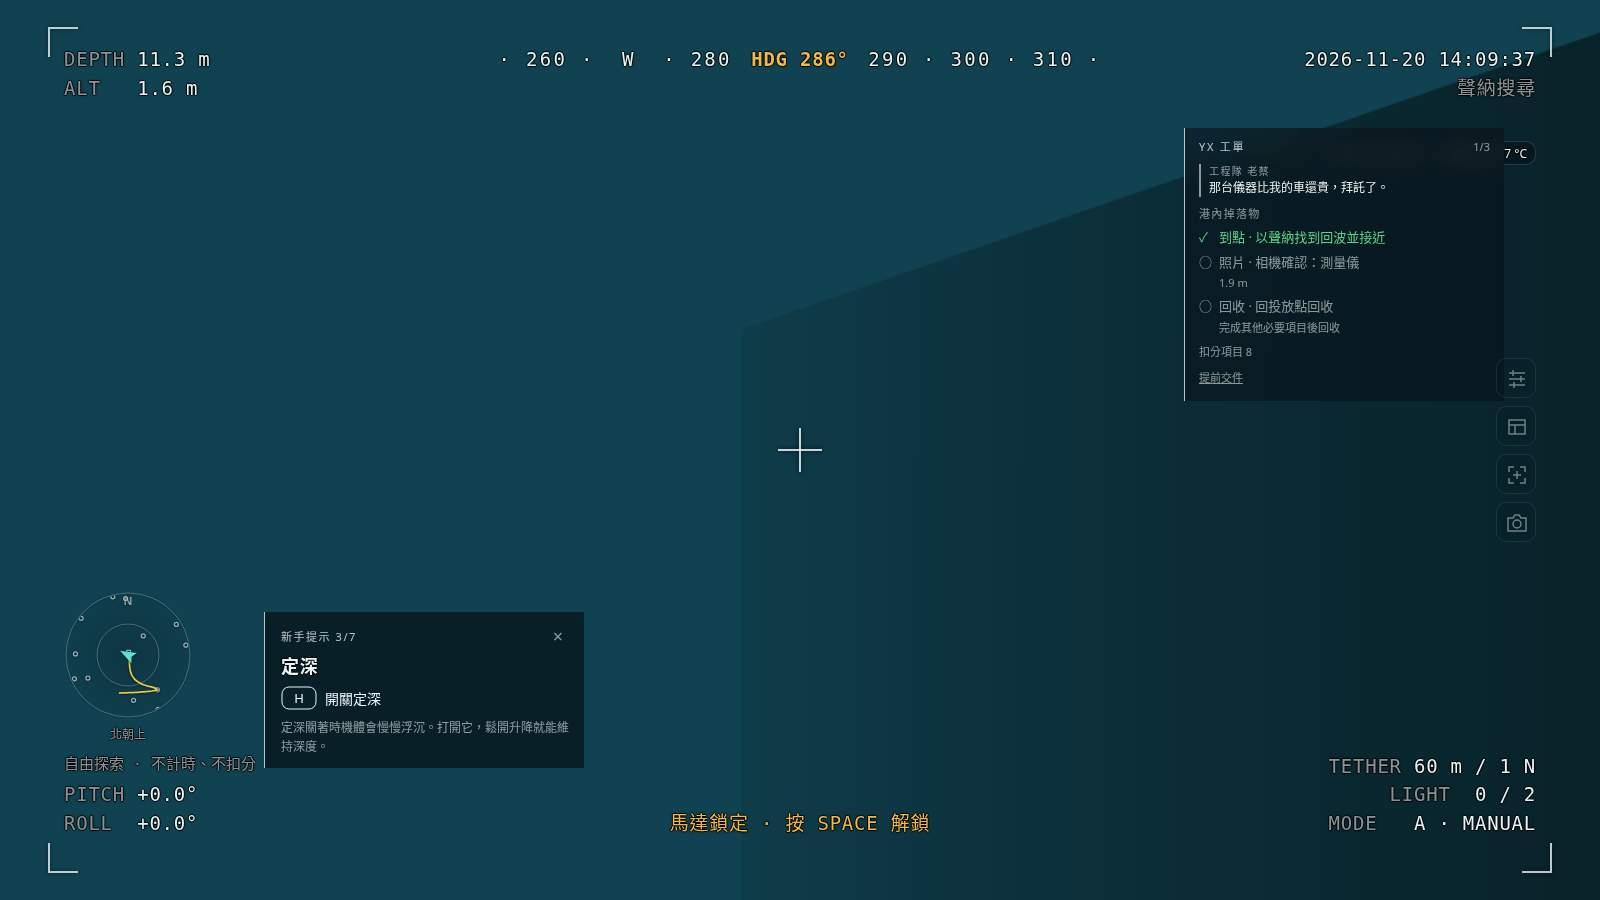 DEPTH 11.3 m
ALT 1.6 m
· 260 · W · 280 HDG 286° 290 · 300 · 310 ·
2026-11-20 14:09:37
聲納搜尋
7 °C
YX 工單 1/3
工程隊 老蔡
那台儀器比我的車還貴，拜託了。
港內掉落物
✓ 到點 · 以聲納找到回波並接近
照片 · 相機確認：測量儀
1.9 m
回收 · 回投放點回收
完成其他必要項目後回收
扣分項目 8
提前交件
N
北朝上
新手提示 3/7 ×
定深
H 開關定深
定深關著時機體會慢慢浮沉。打開它，鬆開升降就能維
持深度。
自由探索 · 不計時、不扣分
PITCH +0.0°
ROLL +0.0°
馬達鎖定 · 按 SPACE 解鎖
TETHER 60 m / 1 N
LIGHT 0 / 2
MODE A · MANUAL